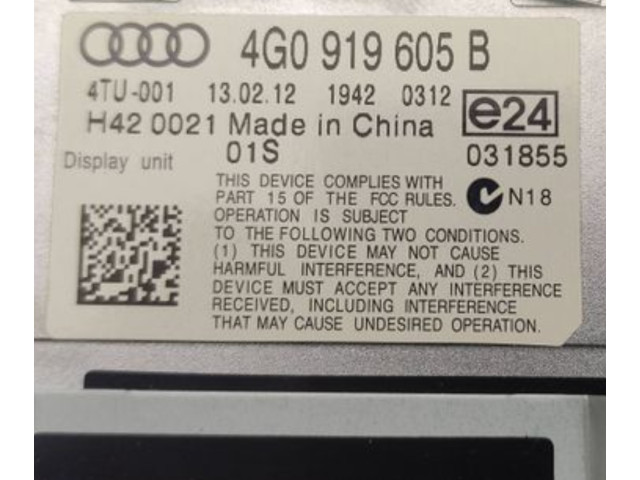 4G0 919 605 B
4TU-001 13.02.12 1942 0312 e24
H42 0021 Made in China
Display unit 01S 031855
THIS DEVICE COMPLIES WITH
PART 15 OF THE FCC RULES. N18
OPERATION IS SUBJECT
TO THE FOLLOWING TWO CONDITIONS.
(1) THIS DEVICE MAY NOT CAUSE
HARMFUL INTERFERENCE, AND (2) THIS
DEVICE MUST ACCEPT ANY INTERFERENCE
RECEIVED, INCLUDING INTERFERENCE
THAT MAY CAUSE UNDESIRED OPERATION.